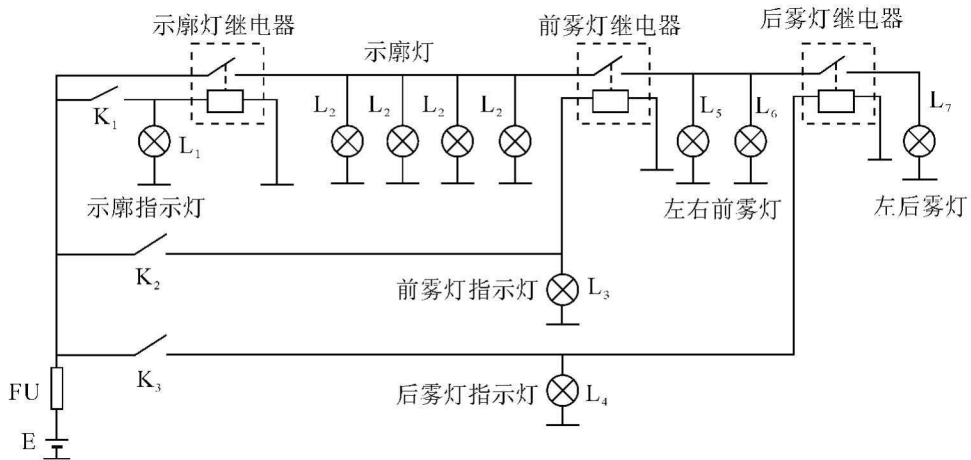 示廓灯继电器
示廓灯
前雾灯继电器
后雾灯继电器
K₁
L₁
L₂
L₂
L₂
L₂
L₅
L₆
L₇
示廓指示灯
左右前雾灯
左后雾灯
K₂
前雾灯指示灯
L₃
K₃
FU
后雾灯指示灯
L₄
E